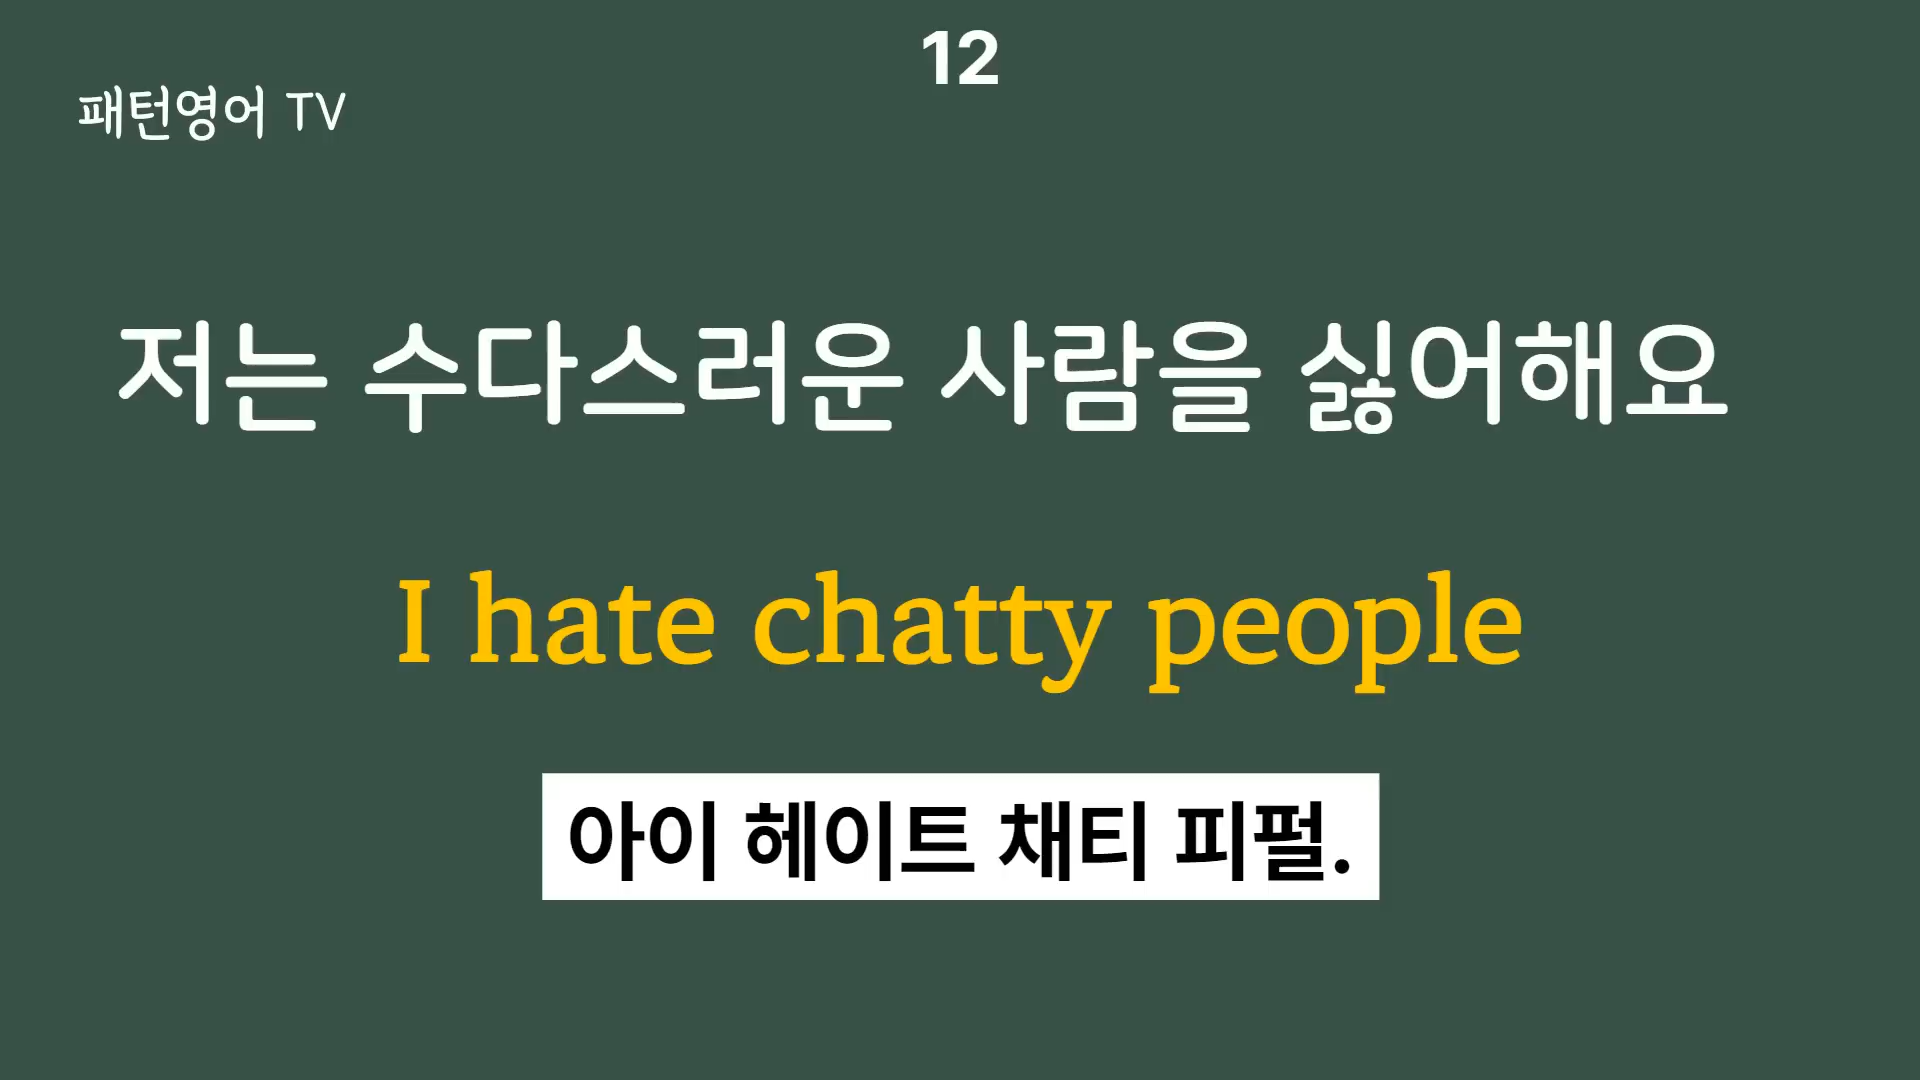 12
패턴영어 TV
저는 수다스러운 사람을 싫어해요
I hate chatty people
아이 헤이트 채티 피펄.